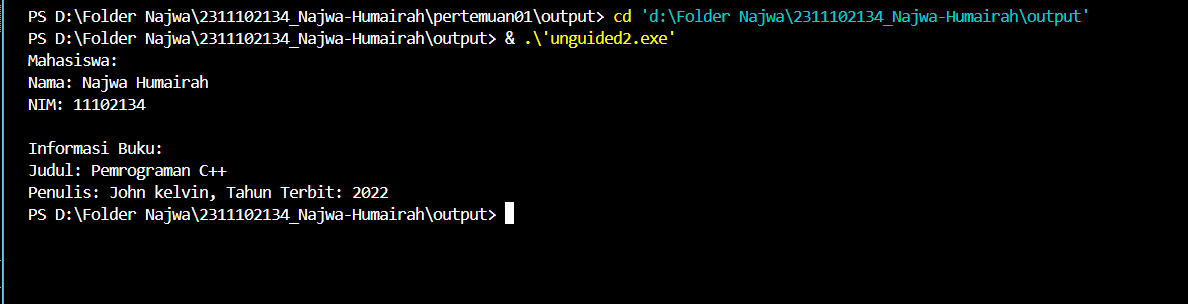 PS D:\Folder Najwa\2311102134_Najwa-Humairah\pertemuan01\output> cd 'd:\Folder Najwa\2311102134_Najwa-Humairah\output'
PS D:\Folder Najwa\2311102134_Najwa-Humairah\output> & .\'unguided2.exe'
Mahasiswa:
Nama: Najwa Humairah
NIM: 11102134

Informasi Buku:
Judul: Pemrograman C++
Penulis: John kelvin, Tahun Terbit: 2022
PS D:\Folder Najwa\2311102134_Najwa-Humairah\output>